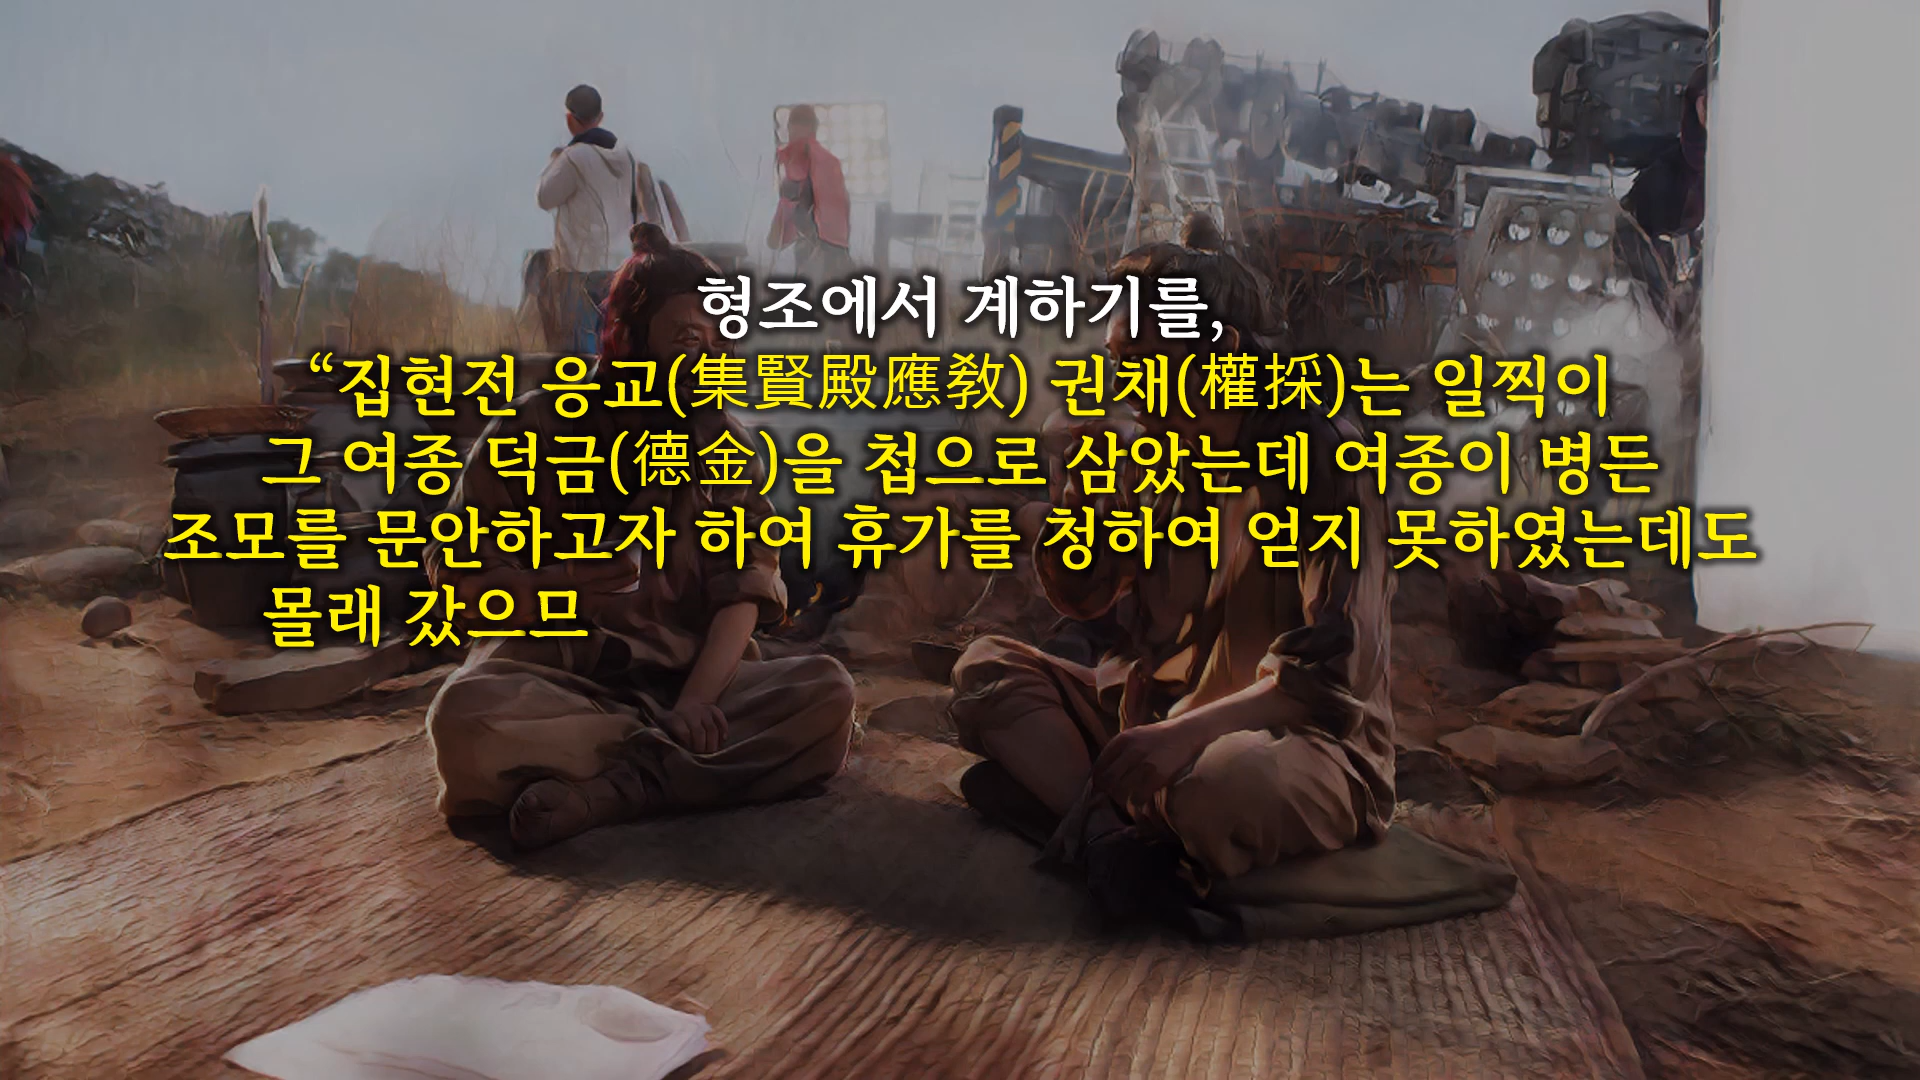 형조에서 계하기를,
“집현전 응교(集賢殿應敎) 권채(權採)는 일찍이
그 여종 덕금(德金)을 첩으로 삼았는데 여종이 병든
조모를 문안하고자 하여 휴가를 청하여 얻지 못하였는데도
몰래 갔으므